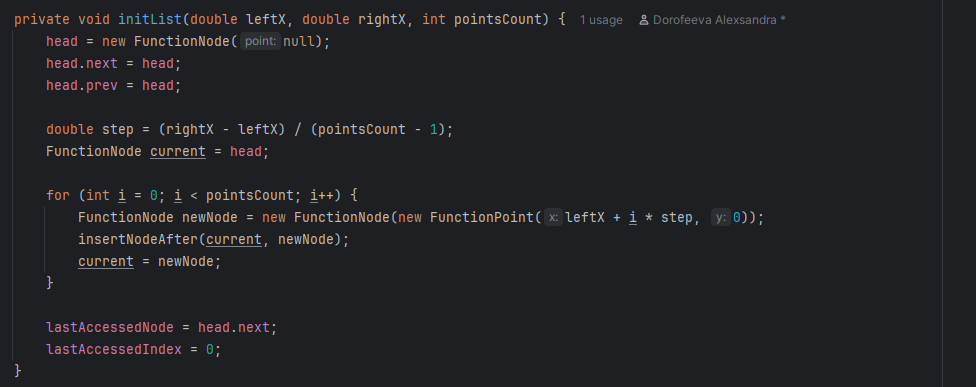 private void initList(double leftX, double rightX, int pointsCount) { 1 usage Dorofeeva Alexsandra *
head = new FunctionNode( point: null);
head.next = head;
head.prev = head;
double step = (rightX - leftX) / (pointsCount - 1);
FunctionNode current = head;
for (int i = 0; i < pointsCount; i++) {
FunctionNode newNode = new FunctionNode(new FunctionPoint( x: leftX + i * step, y: 0));
insertNodeAfter(current, newNode);
current = newNode;
}
lastAccessedNode = head.next;
lastAccessedIndex = 0;
}